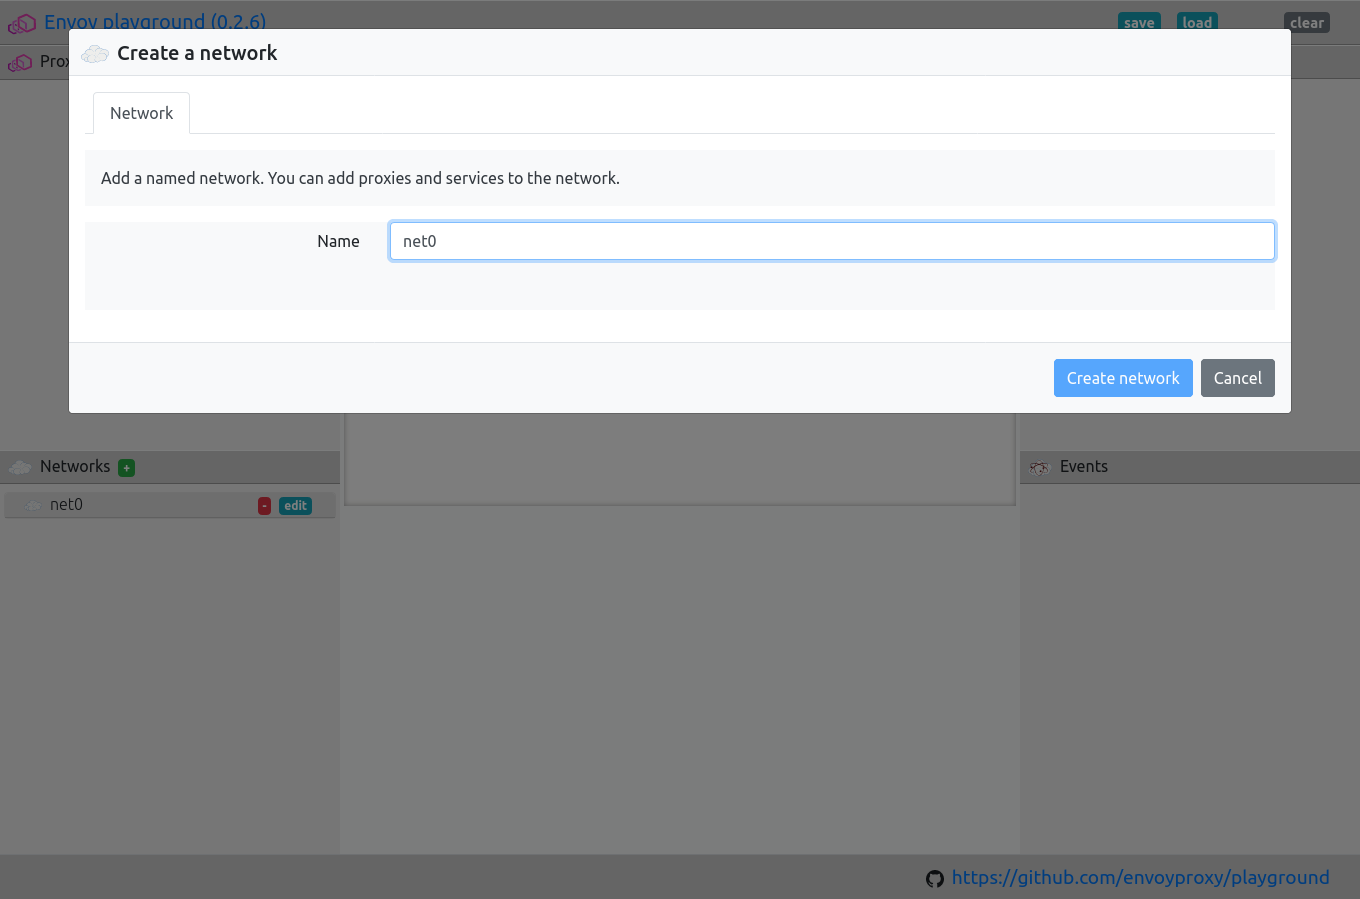 Envoy playground (0.2.6)
save load clear
Create a network
Network
Add a named network. You can add proxies and services to the network.
Name net0
Create network Cancel
Networks +
Events
net0 - edit
https://github.com/envoyproxy/playground